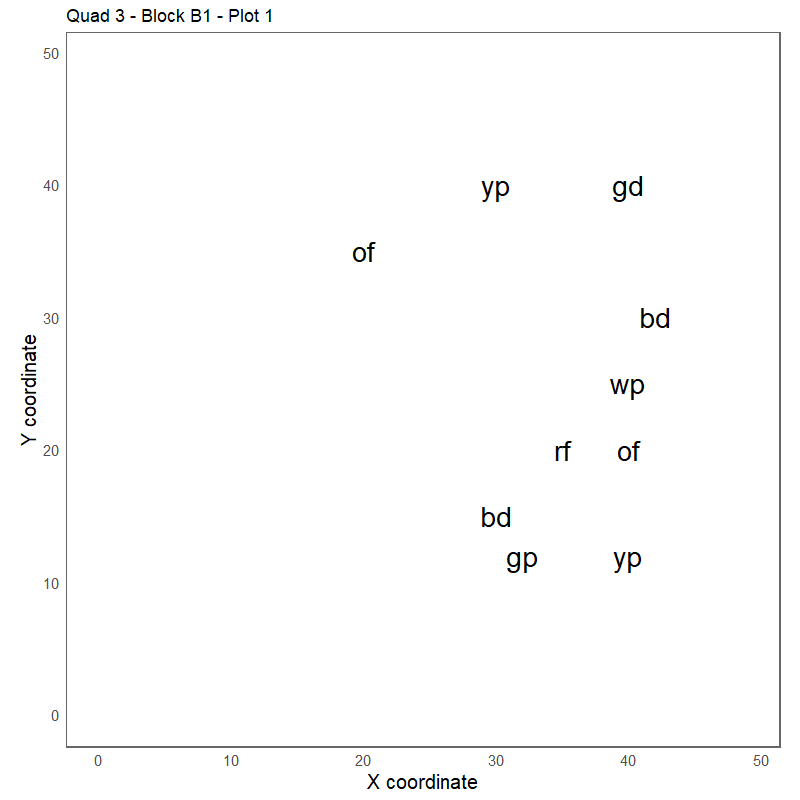 Quad 3 - Block B1 - Plot 1
50
40
30
20
10
0
yp gd
of
bd
wp
rf of
bd
gp yp
0 10 20 30 40 50
X coordinate
Y coordinate